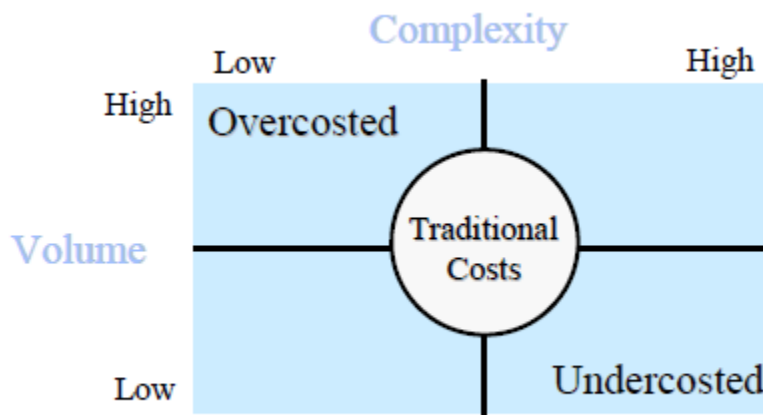 Complexity
Low
High
High
Overcosted
Traditional
Costs
Volume
Low
Undercosted